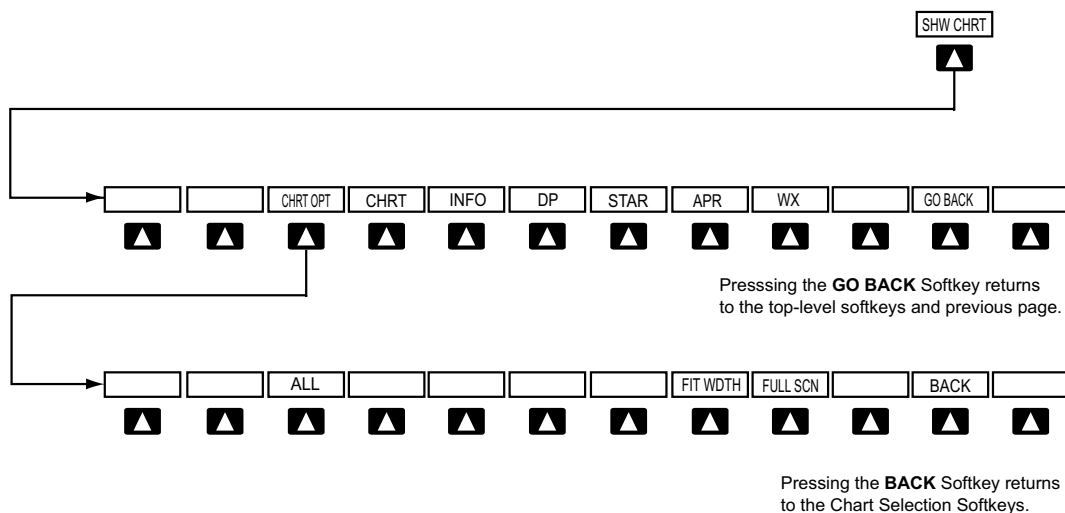 SHW CHRT
CHRT OPT CHRT INFO DP STAR APR WX GO BACK
Presssing the GO BACK Softkey returns
to the top-level softkeys and previous page.
ALL FIT WDTH FULL SCN BACK
Pressing the BACK Softkey returns
to the Chart Selection Softkeys.